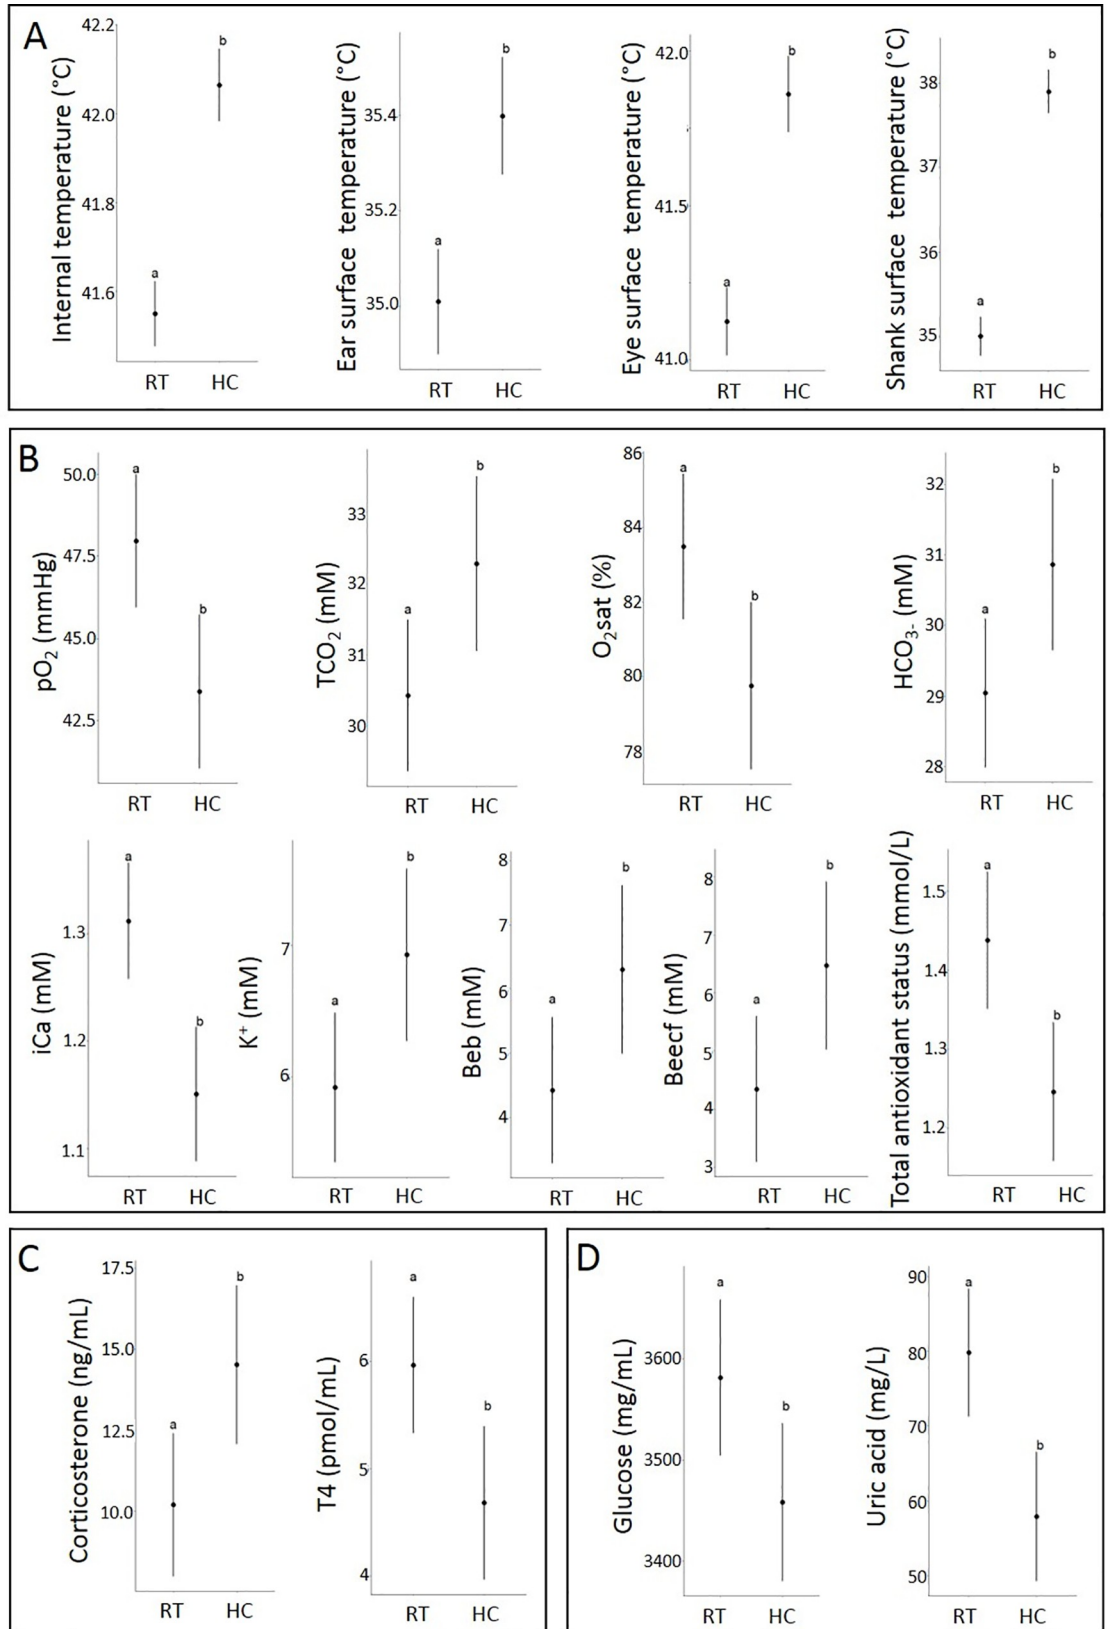 A
Internal temperature (°C)
42.2
42.0
41.8
41.6
a
b
RT HC
Ear surface temperature (°C)
35.4
35.2
35.0
a
b
RT HC
Eye surface temperature (°C)
42.0
41.5
41.0
a
b
RT HC
Shank surface temperature (°C)
38
37
36
35
a
b
RT HC
B
pO2 (mmHg)
50.0
47.5
45.0
42.5
a
b
RT HC
TCO2 (mM)
33
32
31
30
a
b
RT HC
O2sat (%)
86
84
82
80
78
a
b
RT HC
HCO3- (mM)
32
31
30
29
28
a
b
RT HC
iCa (mM)
1.3
1.2
1.1
a
b
RT HC
K+ (mM)
7
6
a
b
RT HC
Beb (mM)
8
7
6
5
4
a
b
RT HC
Beecf (mM)
8
7
6
5
4
3
a
b
RT HC
Total antioxidant status (mmol/L)
1.5
1.4
1.3
1.2
a
b
RT HC
C
Corticosterone (ng/mL)
17.5
15.0
12.5
10.0
a
b
RT HC
T4 (pmol/mL)
6
5
4
a
b
RT HC
D
Glucose (mg/mL)
3600
3500
3400
a
b
RT HC
Uric acid (mg/L)
90
80
70
60
50
a
b
RT HC